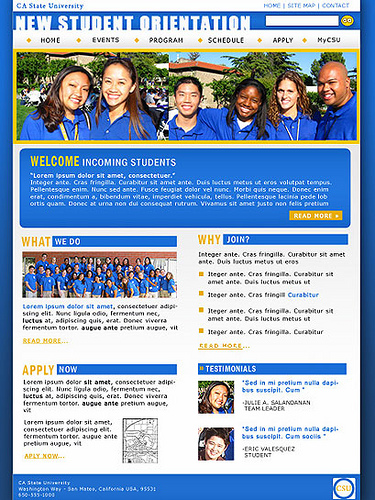 CA State University
HOME | SITE MAP | CONTACT
NEW STUDENT ORIENTATION
GO
HOME
EVENTS
PROGRAM
SCHEDULE
APPLY
MyCSU
WELCOME INCOMING STUDENTS
"Lorem ipsum dolor sit amet, consectetuer."
Integer ante. Cras fringilla. Curabitur sit amet ante. Duis luctus metus ut eros volutpat tempus.
Pellentesque enim. Nunc sed ante. Fusce feugiat dolor vel nunc. Morbi quis neque. Donec enim
erat, condimentum a, bibendum vitae, imperdiet vehicula, tellus. Pellentesque lacinia pede lob
ortis quam. Donec at urna non dui consequat rutrum. Vivamus sit amet justo non felis pretium
READ MORE
WHAT WE DO
Lorem ipsum dolor sit amet, consectetuer adipi-
scing elit. Nunc ligula odio, fermentum nec,
luctus at, adipiscing quis, erat. Donec viverra
fermentum tortor. augue ante pretium augue, vit
READ MORE...
WHY JOIN?
Integer ante. Cras fringilla. Curabitur sit amet
ante. Duis luctus metus ut eros
Iteger ante. Cras fringilla. Curabitur sit
amet ante. Duis luctus metus ut
Iteger ante. Cras fringill Curabitur
Iteger ante. Cras fringilla. Curabitur sit
amet ante. Duis luctus metus ut
Iteger ante. Cras fringilla. Curabitur
READ MORE...
APPLY NOW
Lorem ipsum dolor sit amet, consectetuer adipi-
scing elit. Nunc ligula odio, fermentum nec,
luctus at, adipiscing quis, erat. Donec viverra
fermentum tortor. augue ante pretium augue,
vit
Lorem ipsum dolor sit
amet, consectetuer
adipiscing elit. fermen
fermentum tortor.
augue ante pretium
augue, vit
APLY NOW...
» TESTIMONIALS
"Sed in mi pretium nulla dapi-
bus suscipit. Cum "
-JULIE A. SALANDANAN
TEAM LEADER
"Sed in mi pretium nulla dapi-
bus suscipit. Cum sociis "
-ERIC VALESQUEZ
STUDENT
CA State University
Washington Way - San Mateo, California USA, 95531
650-555-1000
CSU